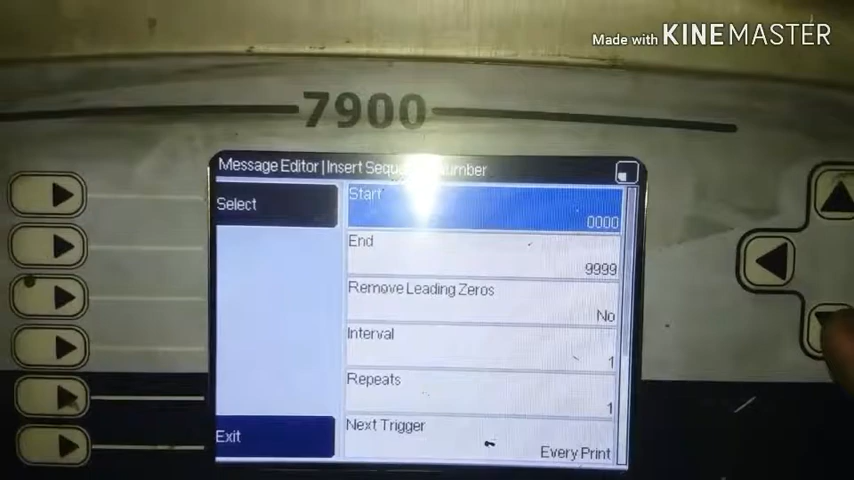 Made with KINEMASTER
7900
Message Editor | Insert Sequ
umber
Select
Start
0000
End
9999
Remove Leading Zeros
No
Interval
1
Repeats
1
Next Trigger
Every Print
Exit